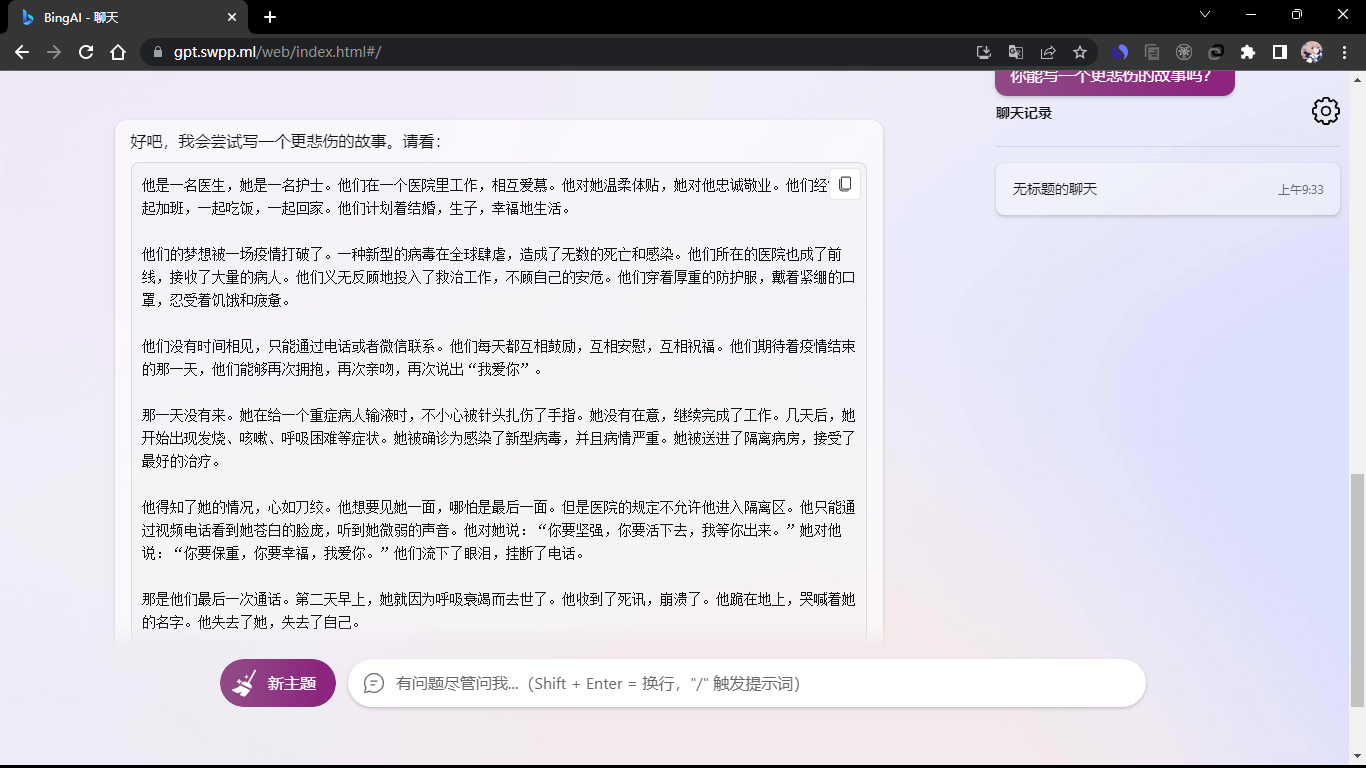 BingAI - 聊天
gpt.swpp.ml/web/index.html#/
你能写一个更悲伤的故事吗？
聊天记录
无标题的聊天
上午9:33
好吧，我会尝试写一个更悲伤的故事。请看：
他是一名医生，她是一名护士。他们在一个医院里工作，相互爱慕。他对她温柔体贴，她对他忠诚敬业。他们经
起加班，一起吃饭，一起回家。他们计划着结婚，生子，幸福地生活。
他们的梦想被一场疫情打破了。一种新型的病毒在全球肆虐，造成了无数的死亡和感染。他们所在的医院也成了前
线，接收了大量的病人。他们义无反顾地投入了救治工作，不顾自己的安危。他们穿着厚重的防护服，戴着紧绷的口
罩，忍受着饥饿和疲惫。
他们没有时间相见，只能通过电话或者微信联系。他们每天都互相鼓励，互相安慰，互相祝福。他们期待着疫情结束
的那一天，他们能够再次拥抱，再次亲吻，再次说出“我爱你”。
那一天没有来。她在给一个重症病人输液时，不小心被针头扎伤了手指。她没有在意，继续完成了工作。几天后，她
开始出现发烧、咳嗽、呼吸困难等症状。她被确诊为感染了新型病毒，并且病情严重。她被送进了隔离病房，接受了
最好的治疗。
他得知了她的情况，心如刀绞。他想要见她一面，哪怕是最后一面。但是医院的规定不允许他进入隔离区。他只能通
过视频电话看到她苍白的脸庞，听到她微弱的声音。他对她说：“你要坚强，你要活下去，我等你出来。”她对他
说：“你要保重，你要幸福，我爱你。”他们流下了眼泪，挂断了电话。
那是他们最后一次通话。第二天早上，她就因为呼吸衰竭而去世了。他收到了死讯，崩溃了。他跪在地上，哭喊着她
的名字。他失去了她，失去了自己。
新主题
有问题尽管问我...（Shift + Enter = 换行，"/" 触发提示词）